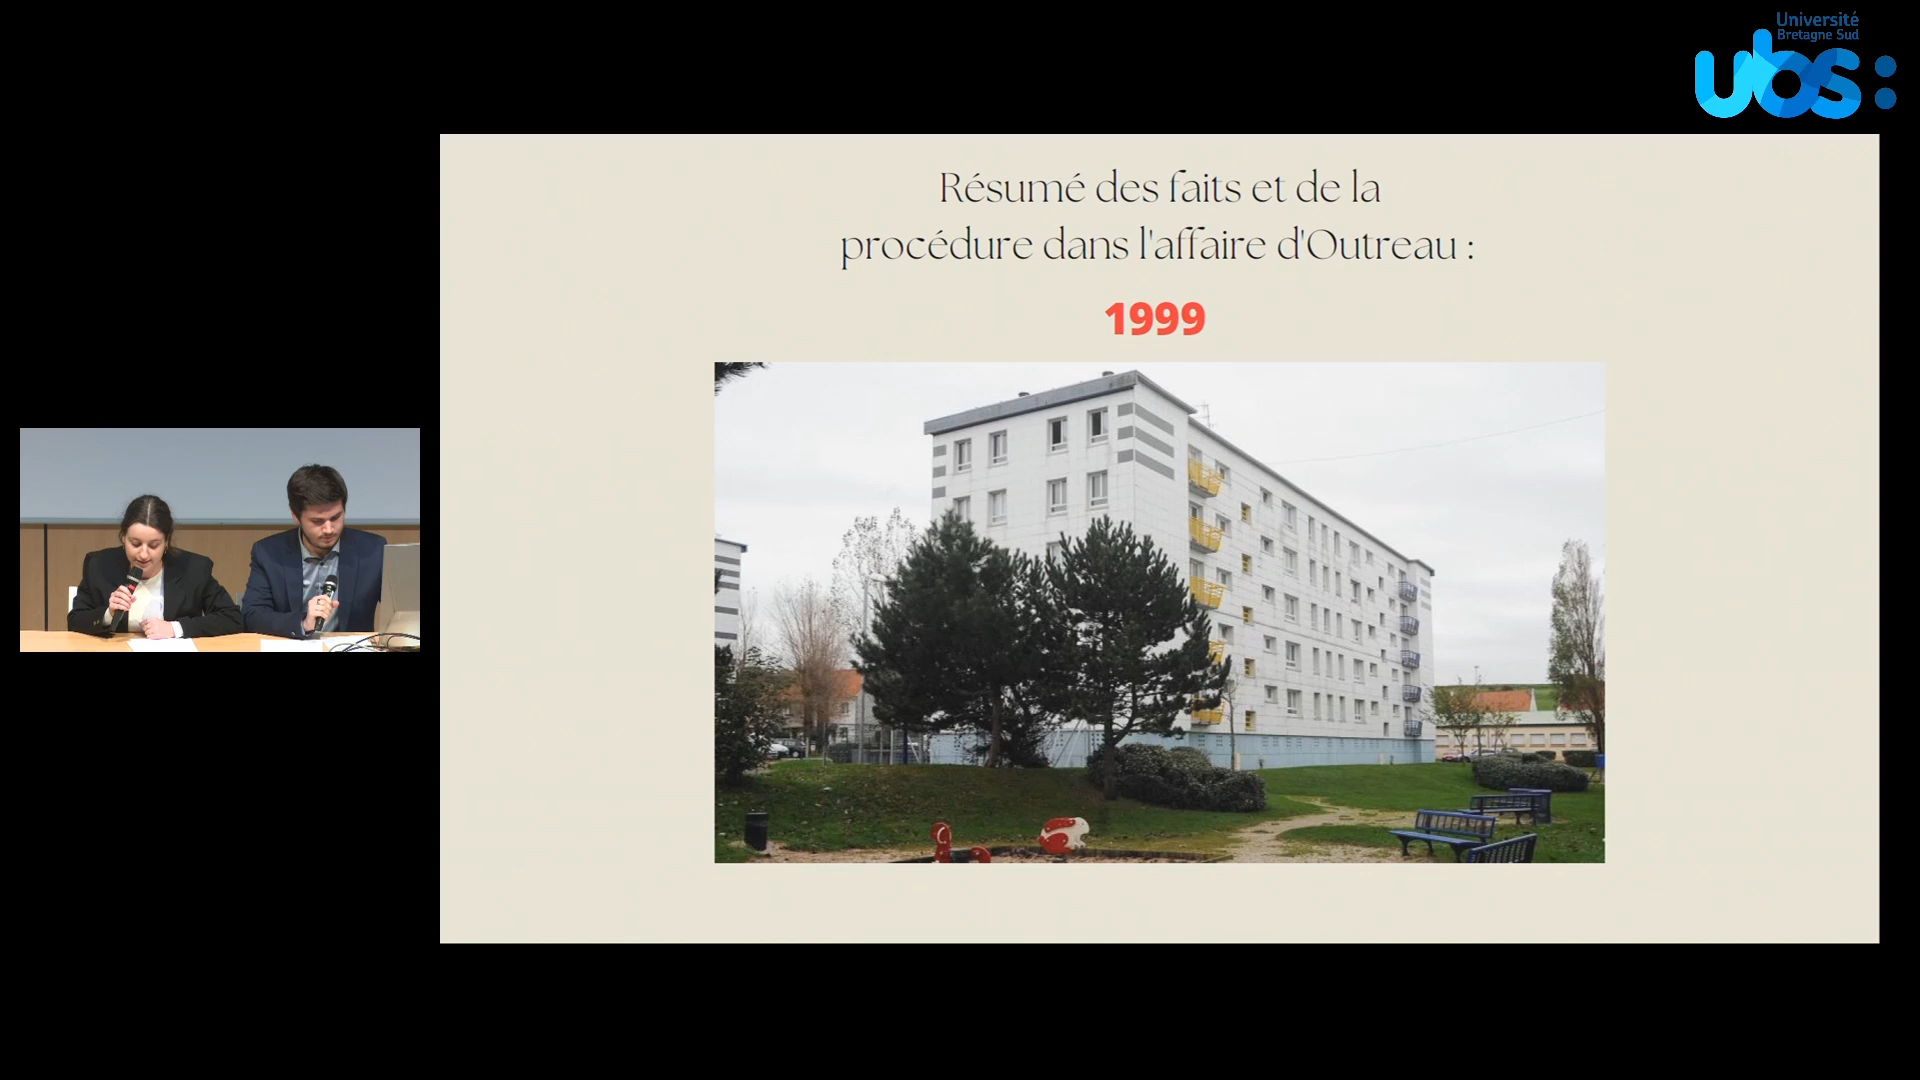 Université
Bretagne Sud
ubs:
Résumé des faits et de la
procédure dans l'affaire d'Outreau :
1999